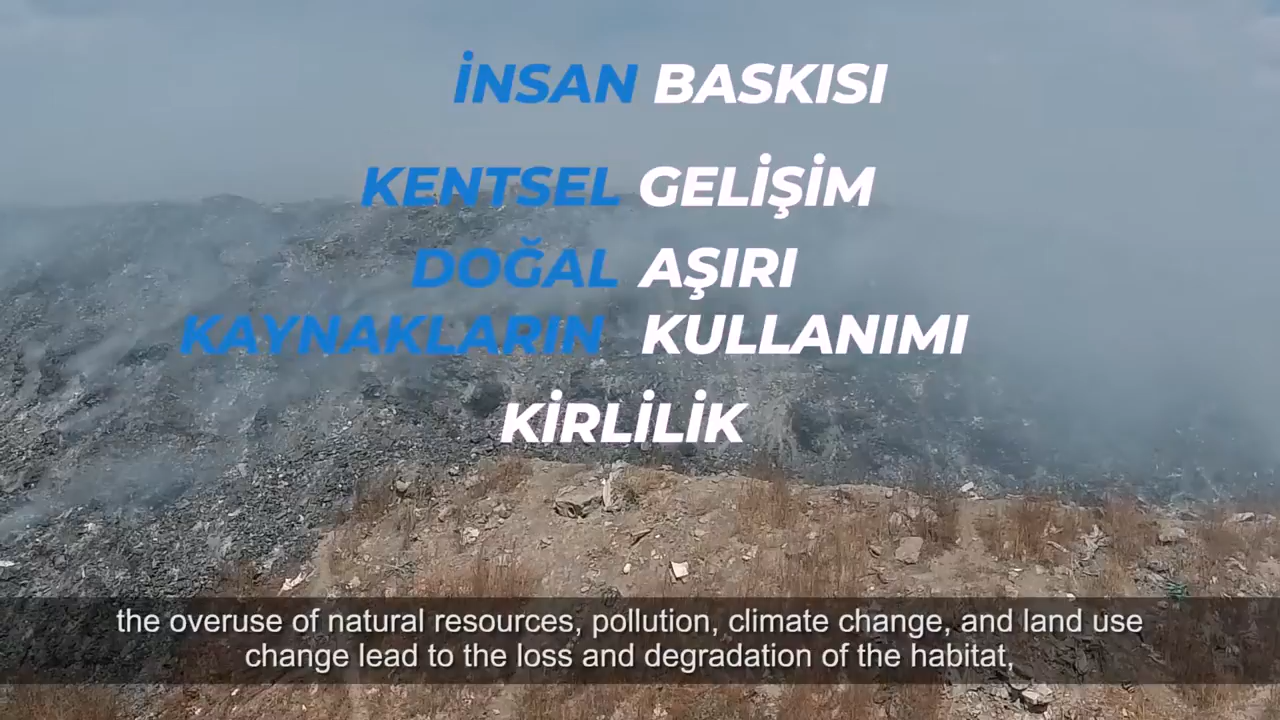 İNSAN BASKISI
KENTSEL GELİŞİM
DOĞAL AŞIRI
KAYNAKLARIN KULLANIMI
KİRLİLİK
the overuse of natural resources, pollution, climate change, and land use
change lead to the loss and degradation of the habitat,